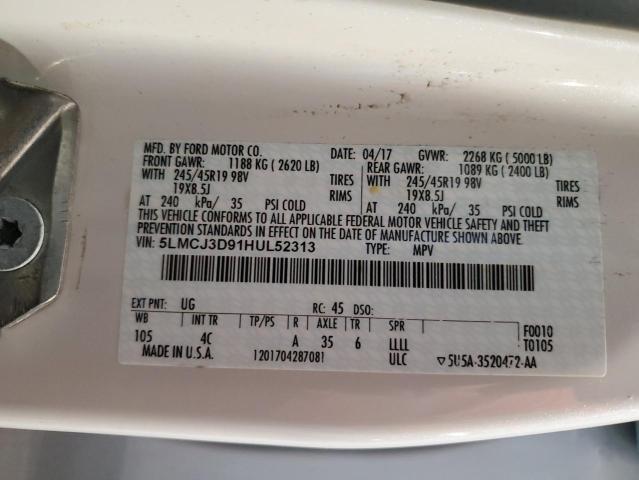 MFD. BY FORD MOTOR CO.
DATE: 04/17 GVWR: 2268 KG ( 5000 LB)
FRONT GAWR: 1188 KG ( 2620 LB) REAR GAWR: 1089 KG ( 2400 LB)
WITH 245/45R19 98V TIRES WITH 245/45R19 98V TIRES
19X8.5J RIMS 19X8.5J RIMS
AT 240 kPa/ 35 PSI COLD AT 240 kPa/ 35 PSI COLD
THIS VEHICLE CONFORMS TO ALL APPLICABLE FEDERAL MOTOR VEHICLE SAFETY AND THEFT
PREVENTION STANDARDS IN EFFECT ON THE DATE OF MANUFACTURE SHOWN ABOVE.
VIN: 5LMCJ3D91HUL52313 TYPE: MPV
EXT PNT: UG RC: 45 DSO:
WB INT TR TP/PS R AXLE TR SPR F0010
105 4C A 35 6 LLLL T0105
MADE IN U.S.A. 1201704287081 ULC ▽5U5A-3520472-AA